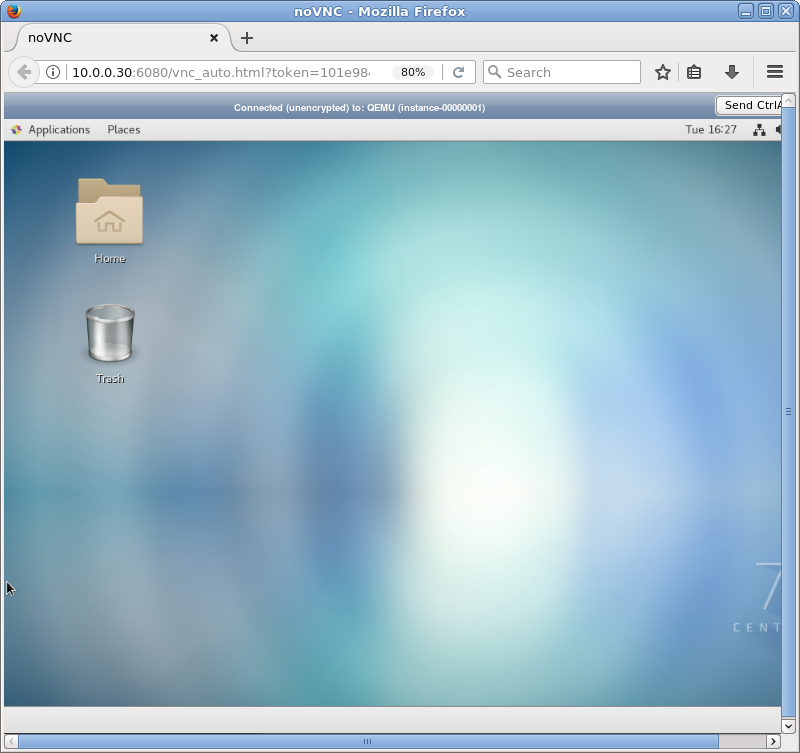 noVNC - Mozilla Firefox
noVNC
10.0.0.30:6080/vnc_auto.html?token=101e98
80%
Search
Connected (unencrypted) to: QEMU (instance-00000001)
Send CtrlA
Applications Places Tue 16:27
Home
Trash
7
CENT